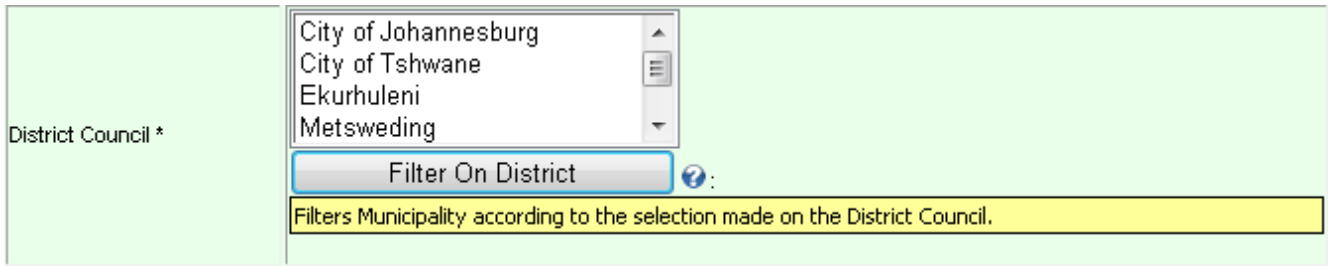 City of Johannesburg
City of Tshwane
Ekurhuleni
Metsweding
District Council *
Filter On District
?:
Filters Municipality according to the selection made on the District Council.